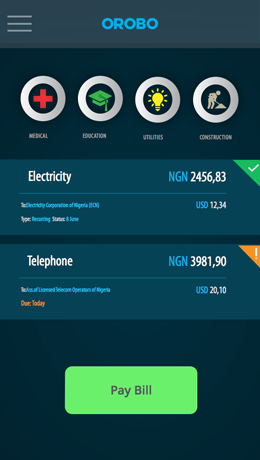 OROBO
MEDICAL
EDUCATION
UTILITIES
CONSTRUCTION
Electricity
NGN 2456,83
To:Electricity Corporation of Nigeria (ECN)
USD 12,34
Type: Recurring Status: 8 June
Telephone
NGN 3981,90
To:Ass.of Licensed Telecom Operators of Nigeria
USD 20,10
Due: Today
!
Pay Bill